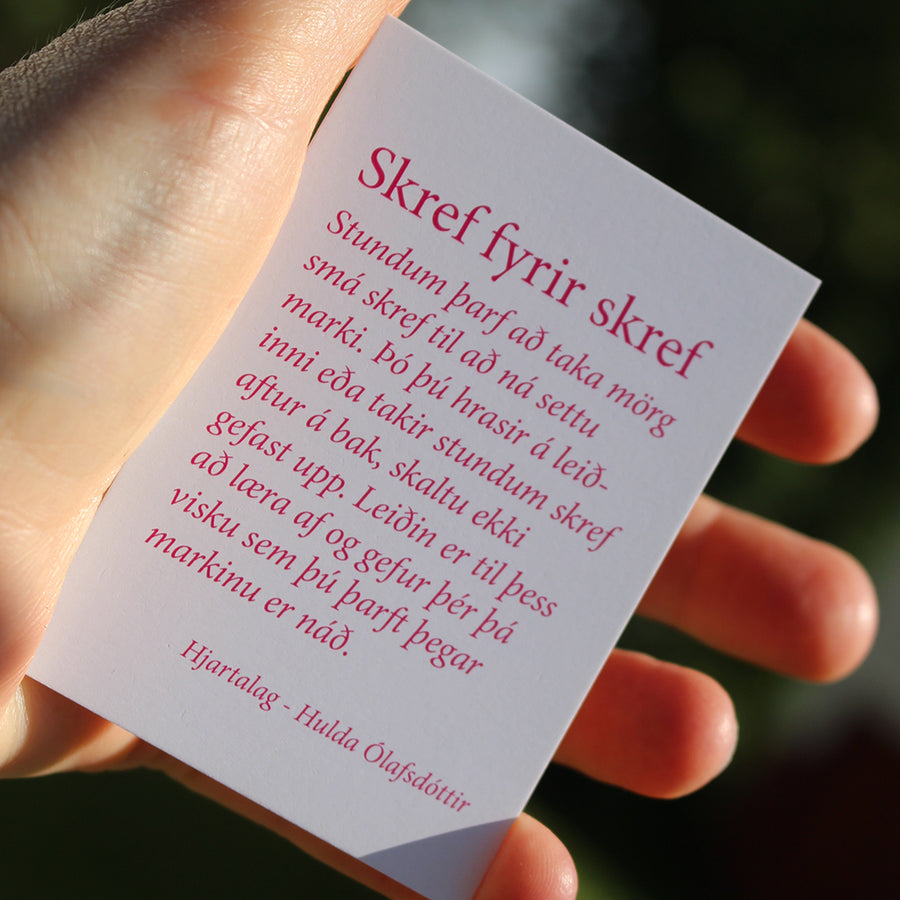 Skref fyrir skref
Stundum þarf að taka mörg
smá skref til að ná settu
marki. Þó þú hrasir á leið-
inni eða takir stundum skref
aftur á bak, skaltu ekki
gefast upp. Leiðin er til þess
að læra af og gefur þér þá
visku sem þú þarft þegar
markinu er náð.
Hjartalag - Hulda Ólafsdóttir